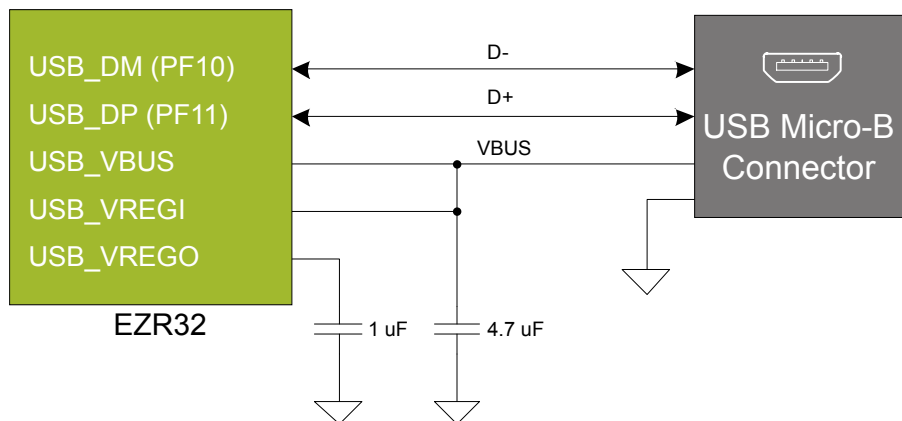 USB_DM (PF10)
USB_DP (PF11)
USB_VBUS
USB_VREGI
USB_VREGO
EZR32
D-
D+
VBUS
USB Micro-B
Connector
1 uF
4.7 uF